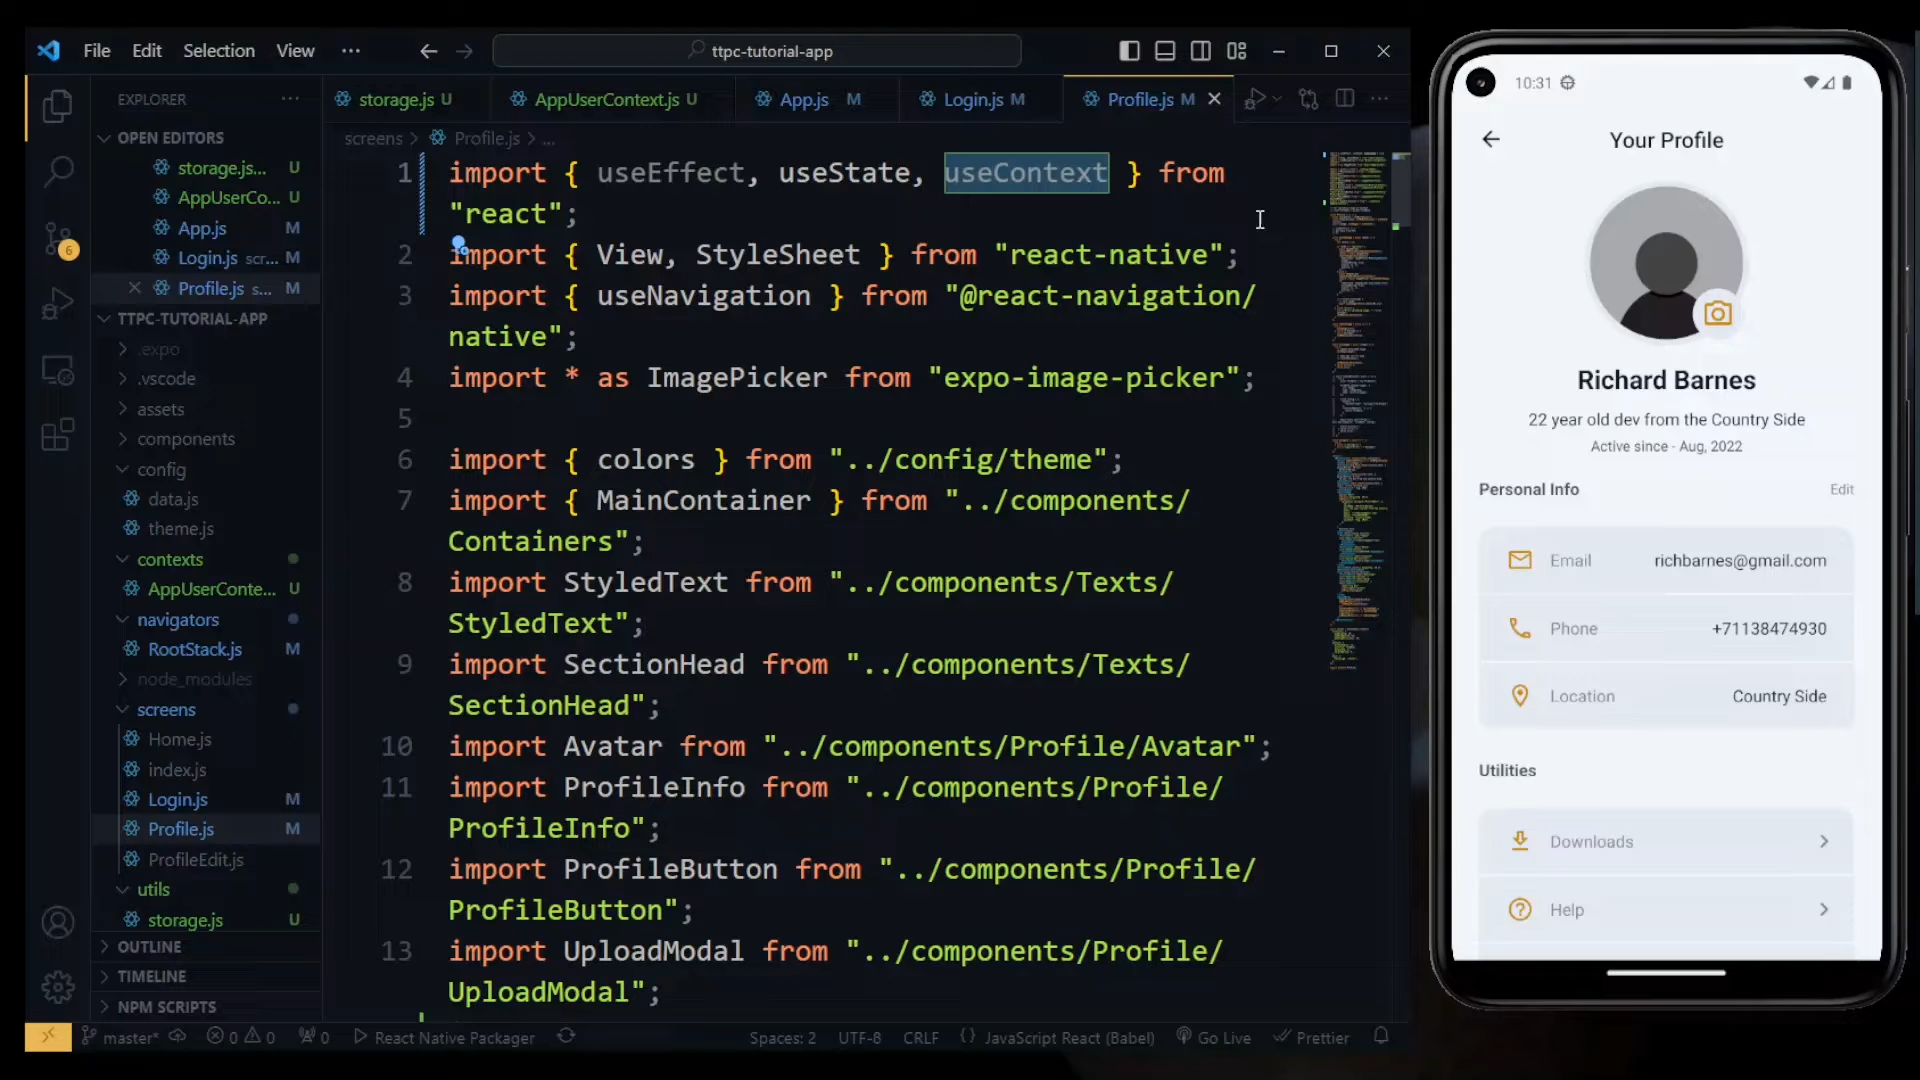 File Edit Selection View ··· ttpc-tutorial-app
EXPLORER ···
OPEN EDITORS
storage.js... U
AppUserCo... U
App.js M
Login.js scr... M
Profile.js s... M
TTPC-TUTORIAL-APP
.expo
.vscode
assets
components
config
data.js
theme.js
contexts
AppUserConte... U
navigators
RootStack.js M
node_modules
screens
Home.js
index.js
Login.js M
Profile.js M
ProfileEdit.js
utils
storage.js U
OUTLINE
TIMELINE
NPM SCRIPTS
6
storage.js U AppUserContext.js U App.js M Login.js M Profile.js M
screens > Profile.js > ...
1 import { useEffect, useState, useContext } from
"react";
2 import { View, StyleSheet } from "react-native";
3 import { useNavigation } from "@react-navigation/
native";
4 import * as ImagePicker from "expo-image-picker";
5
6 import { colors } from "../config/theme";
7 import { MainContainer } from "../components/
Containers";
8 import StyledText from "../components/Texts/
StyledText";
9 import SectionHead from "../components/Texts/
SectionHead";
10 import Avatar from "../components/Profile/Avatar";
11 import ProfileInfo from "../components/Profile/
ProfileInfo";
12 import ProfileButton from "../components/Profile/
ProfileButton";
13 import UploadModal from "../components/Profile/
UploadModal";
master* 0 0 0 React Native Packager Spaces: 2 UTF-8 CRLF {} JavaScript React (Babel) Go Live Prettier
10:31
Your Profile
Richard Barnes
22 year old dev from the Country Side
Active since - Aug, 2022
Personal Info Edit
Email richbarnes@gmail.com
Phone +71138474930
Location Country Side
Utilities
Downloads
Help